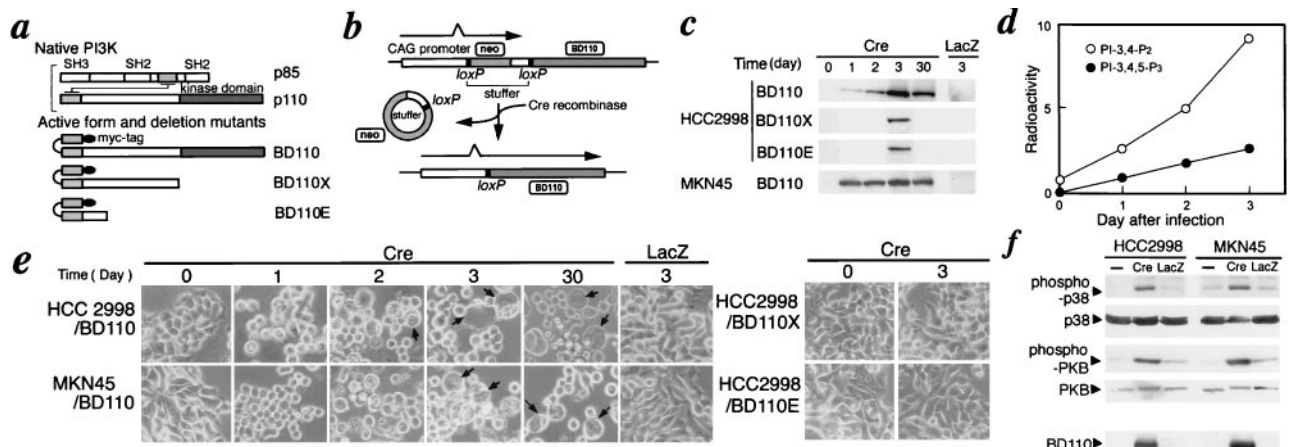 a
Native PI3K
SH3 SH2 SH2
p85
kinase domain
p110
Active form and deletion mutants
myc-tag
BD110
BD110X
BD110E
b
CAG promoter neo BD110
loxP loxP
stuffer
stuffer loxP Cre recombinase
neo
loxP BD110
c
Cre LacZ
Time (day) 0 1 2 3 30 3
BD110
HCC2998 BD110X
BD110E
MKN45 BD110
d
10
5
0
Radioactivity
PI-3,4-P2
PI-3,4,5-P3
0 1 2 3
Day after infection
e
Cre LacZ
Time ( Day ) 0 1 2 3 30 3
HCC 2998
/BD110
MKN45
/BD110
Cre
0 3
HCC2998
/BD110X
HCC2998
/BD110E
f
HCC2998 MKN45
– Cre LacZ – Cre LacZ
phospho
-p38
p38
phospho
-PKB
PKB
BD110